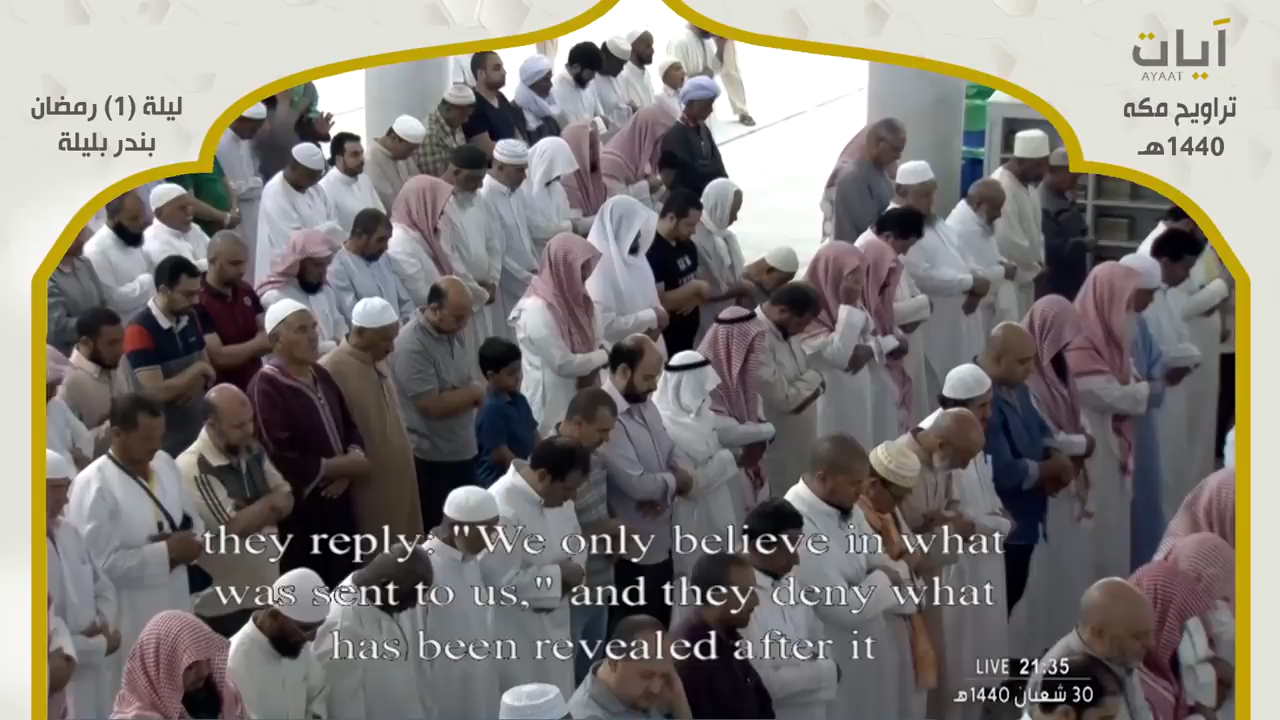 ليلة (1) رمضان
بندر بليلة
آيات
AYAAT
تراويح مكه
1440هـ
they reply: "We only believe in what
was sent to us," and they deny what
has been revealed after it
LIVE 21:35
30 شعبان 1440هـ